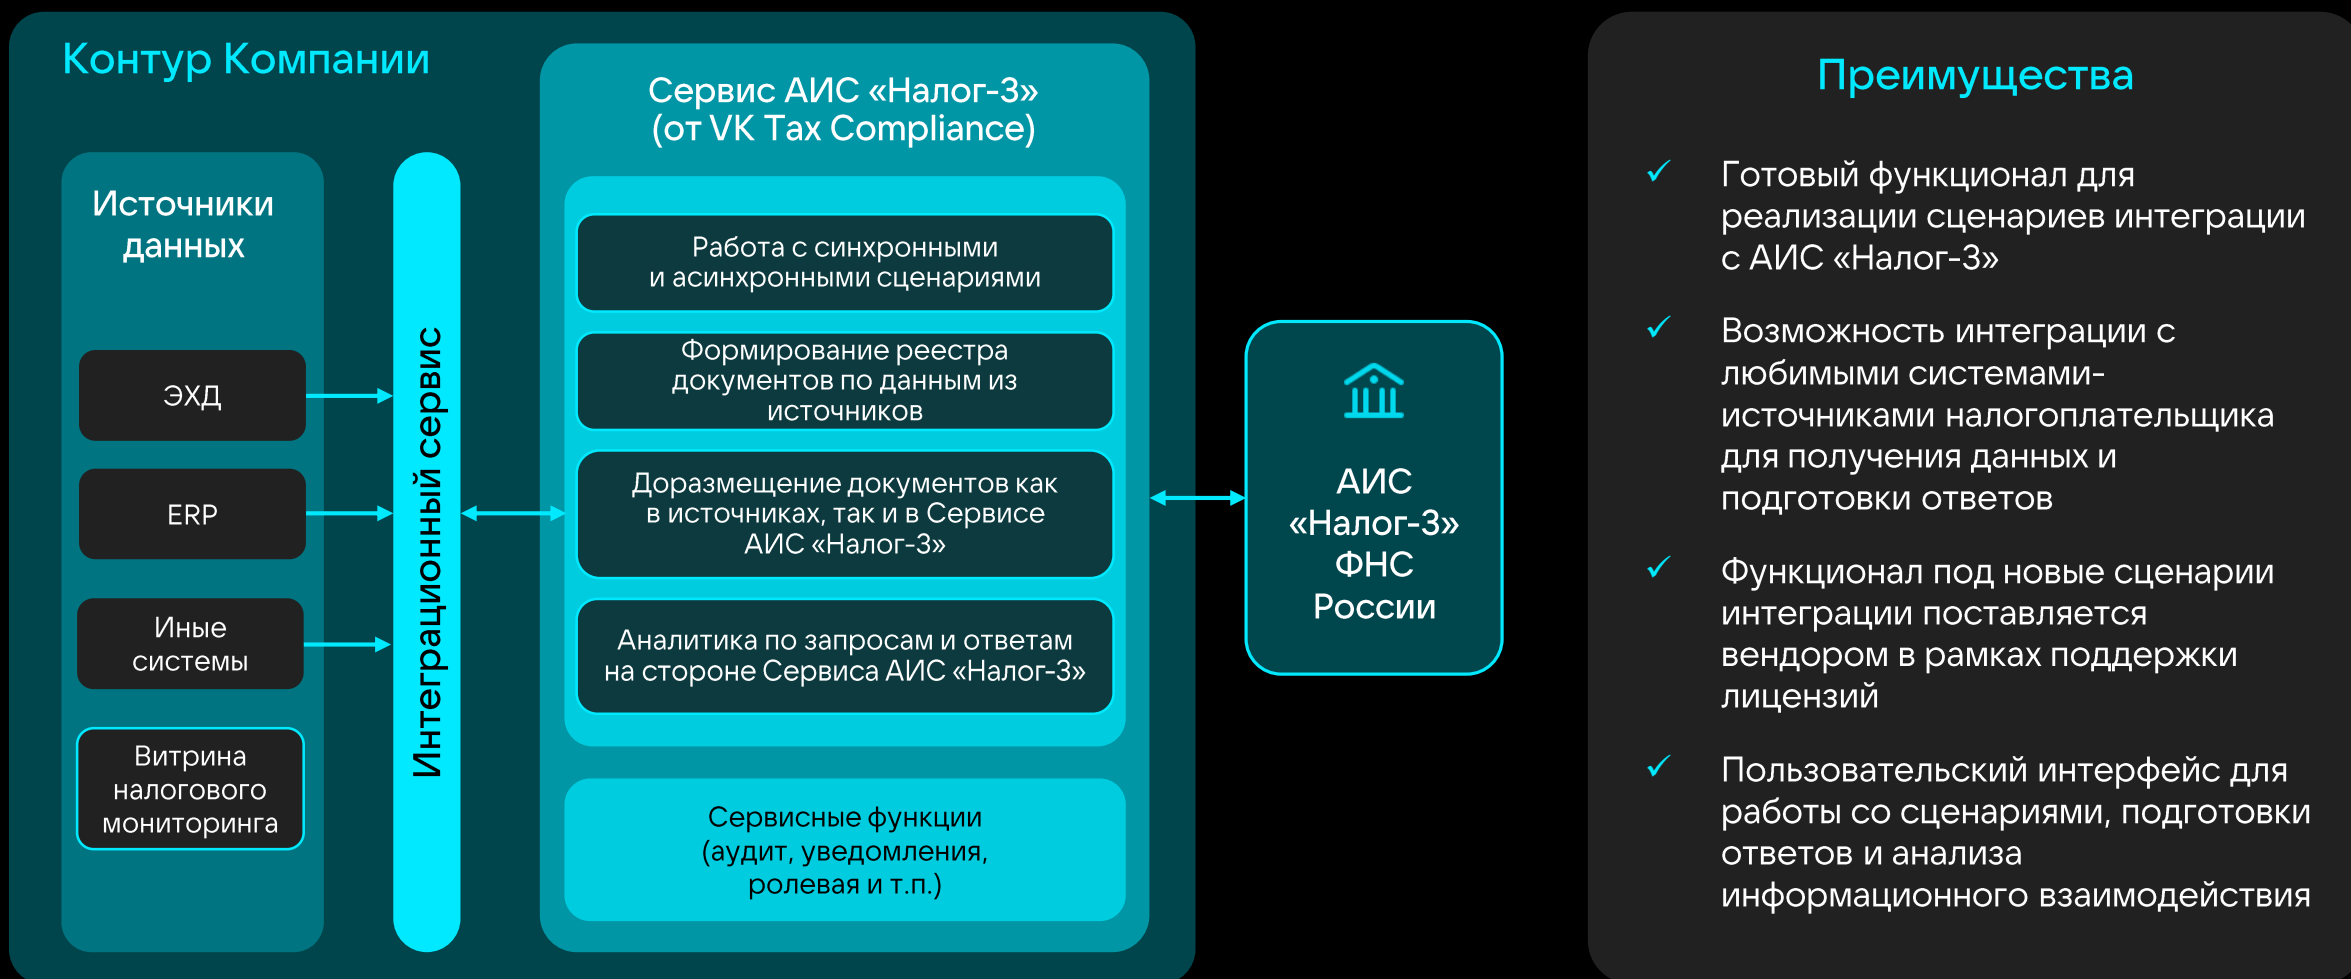 Контур Компании
Источники
данных
ЭХД
ERP
Иные
системы
Витрина
налогового
мониторинга
Интеграционный сервис
Сервис АИС «Налог-3»
(от VK Tax Compliance)
Работа с синхронными
и асинхронными сценариями
Формирование реестра
документов по данным из
источников
Доразмещение документов как
в источниках, так и в Сервисе
АИС «Налог-3»
Аналитика по запросам и ответам
на стороне Сервиса АИС «Налог-3»
Сервисные функции
(аудит, уведомления,
ролевая и т.п.)
АИС
«Налог-3»
ФНС
России
Преимущества
Готовый функционал для
реализации сценариев интеграции
с АИС «Налог-3»
Возможность интеграции с
любимыми системами-
источниками налогоплательщика
для получения данных и
подготовки ответов
Функционал под новые сценарии
интеграции поставляется
вендором в рамках поддержки
лицензий
Пользовательский интерфейс для
работы со сценариями, подготовки
ответов и анализа
информационного взаимодействия